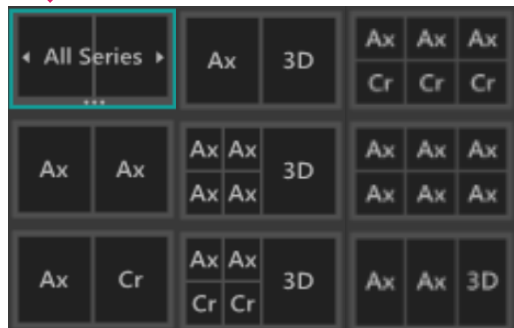 ◂ All Series ▸
...
Ax 3D
Ax Ax Ax
Cr Cr Cr
Ax Ax
Ax Ax
Ax Ax
3D
Ax Ax Ax
Ax Ax Ax
Ax Cr
Ax Ax
Cr Cr
3D
Ax Ax 3D